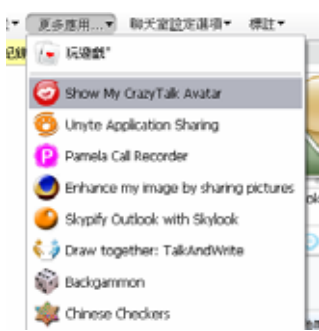 更多應用...▾ 聊天室設定選項▾ 標註▾
玩遊戲"
Show My CrazyTalk Avatar
Unyte Application Sharing
Pamela Call Recorder
Enhance my image by sharing pictures
Skypify Outlook with Skylook
Draw together: TalkAndWrite
Backgammon
Chinese Checkers